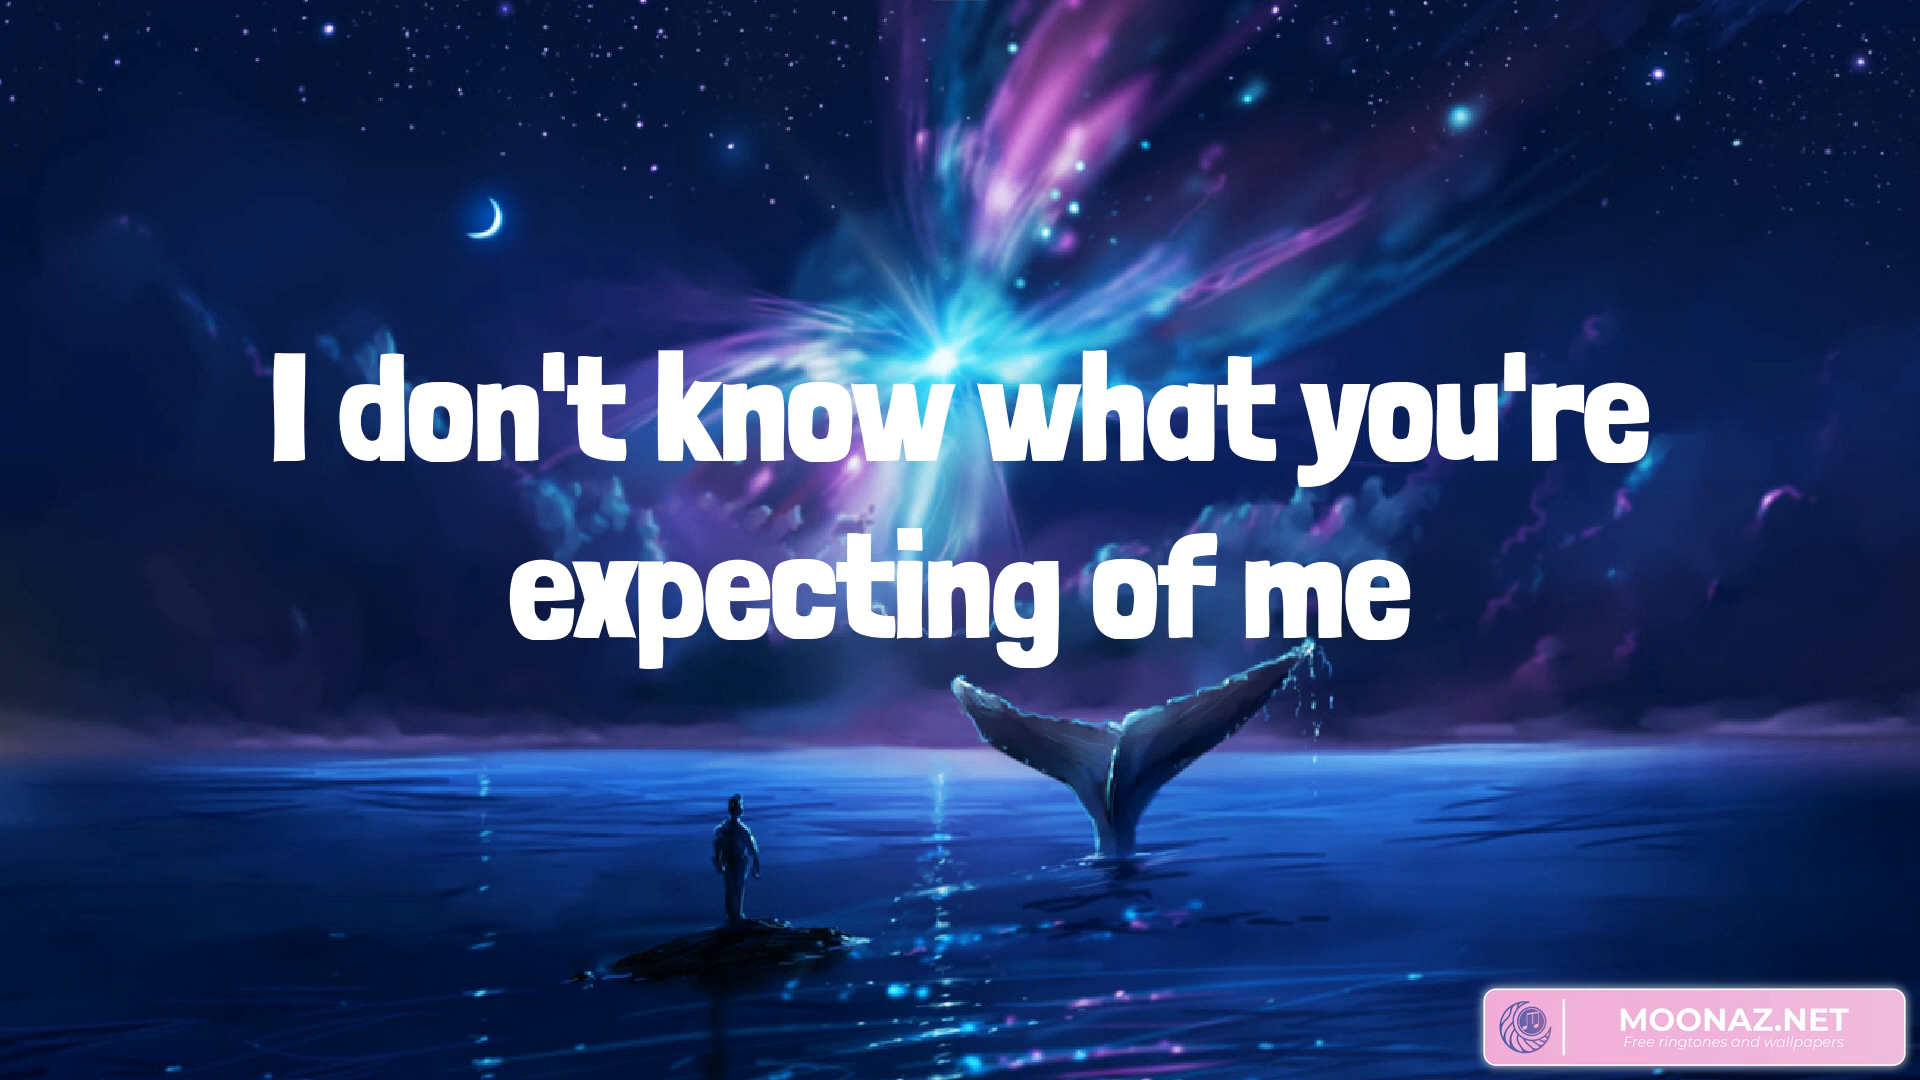 I don't know what you're
expecting of me
MOONAZ.NET
Free ringtones and wallpapers